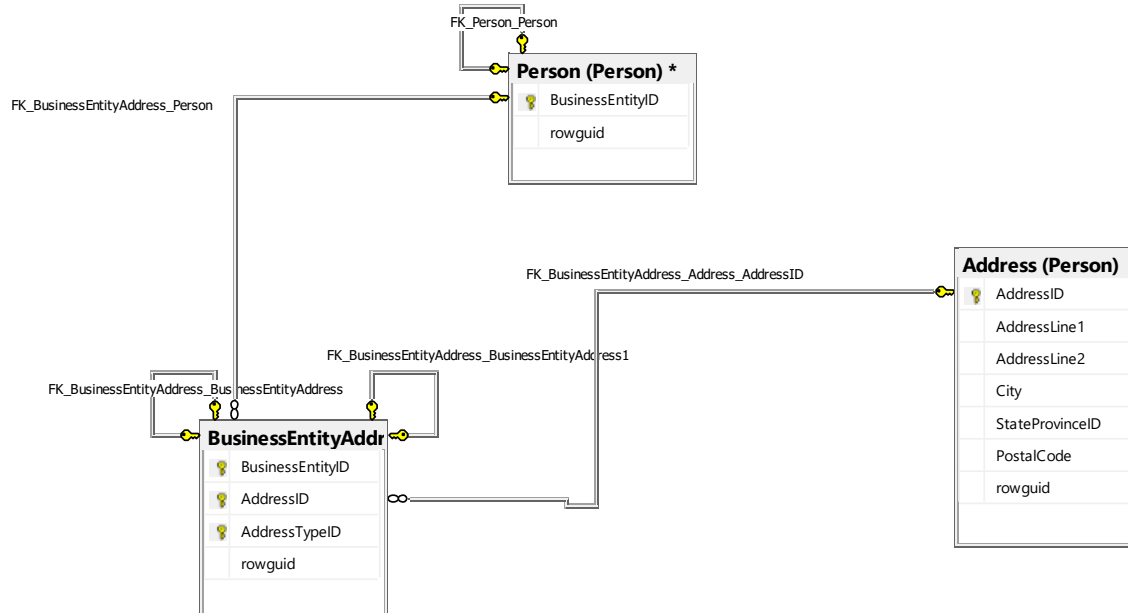 FK_Person_Person
Person (Person) *
FK_BusinessEntityAddress_Person
BusinessEntityID
rowguid
Address (Person)
FK_BusinessEntityAddress_Address_AddressID
AddressID
AddressLine1
AddressLine2
City
StateProvinceID
PostalCode
rowguid
FK_BusinessEntityAddress_BusinessEntityAddress1
FK_BusinessEntityAddress_BusinessEntityAddress
BusinessEntityAddr
BusinessEntityID
AddressID
AddressTypeID
rowguid